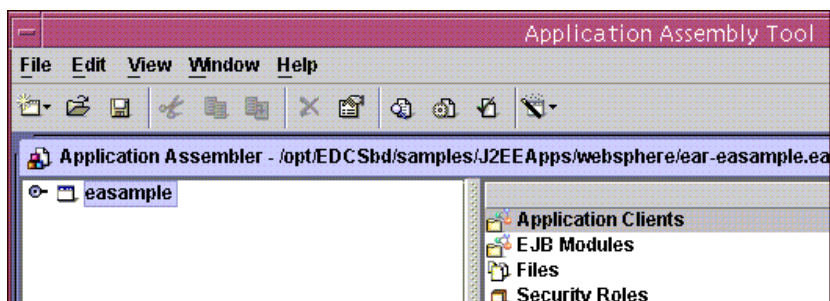 Application Assembly Tool
File Edit View Window Help
Application Assembler - /opt/EDCSbd/samples/J2EEApps/websphere/ear-easample.ea
easample
Application Clients
EJB Modules
Files
Security Roles